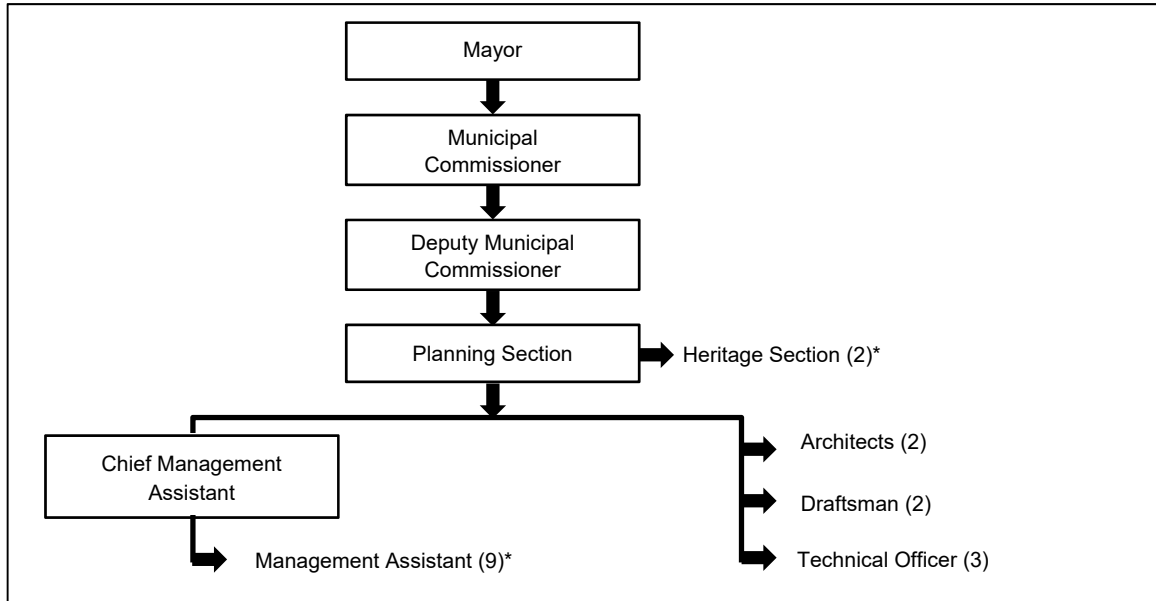 Mayor
Municipal
Commissioner
Deputy Municipal
Commissioner
Planning Section
Heritage Section (2)*
Chief Management
Assistant
Management Assistant (9)*
Architects (2)
Draftsman (2)
Technical Officer (3)